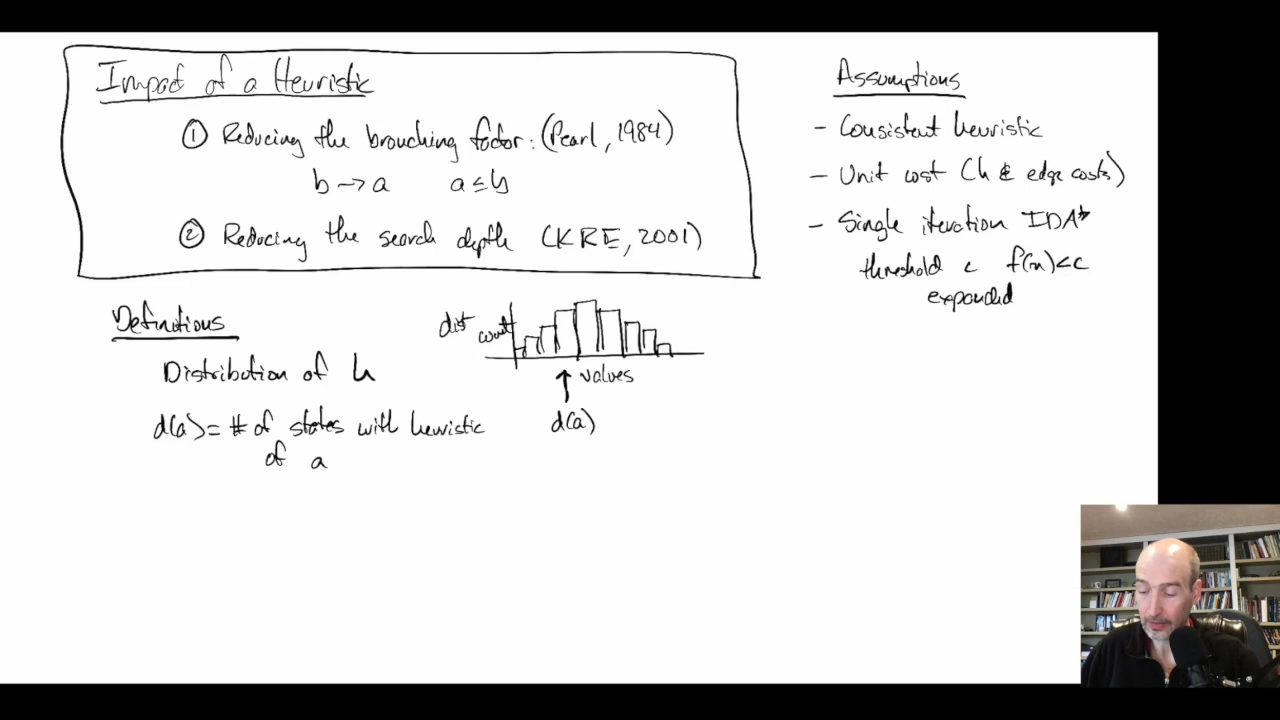 Impact of a Heuristic
① Reducing the branching factor: (Pearl, 1984)
b → a a ≤ b
② Reducing the search depth (KRE, 2001)
Definitions
Distribution of h
d(a) = # of states with heuristic
of a
dist
count
values
d(a)
Assumptions
- Consistent heuristic
- Unit cost (h & edge costs)
- Single iteration IDA*
threshold c f(n)<c
expanded